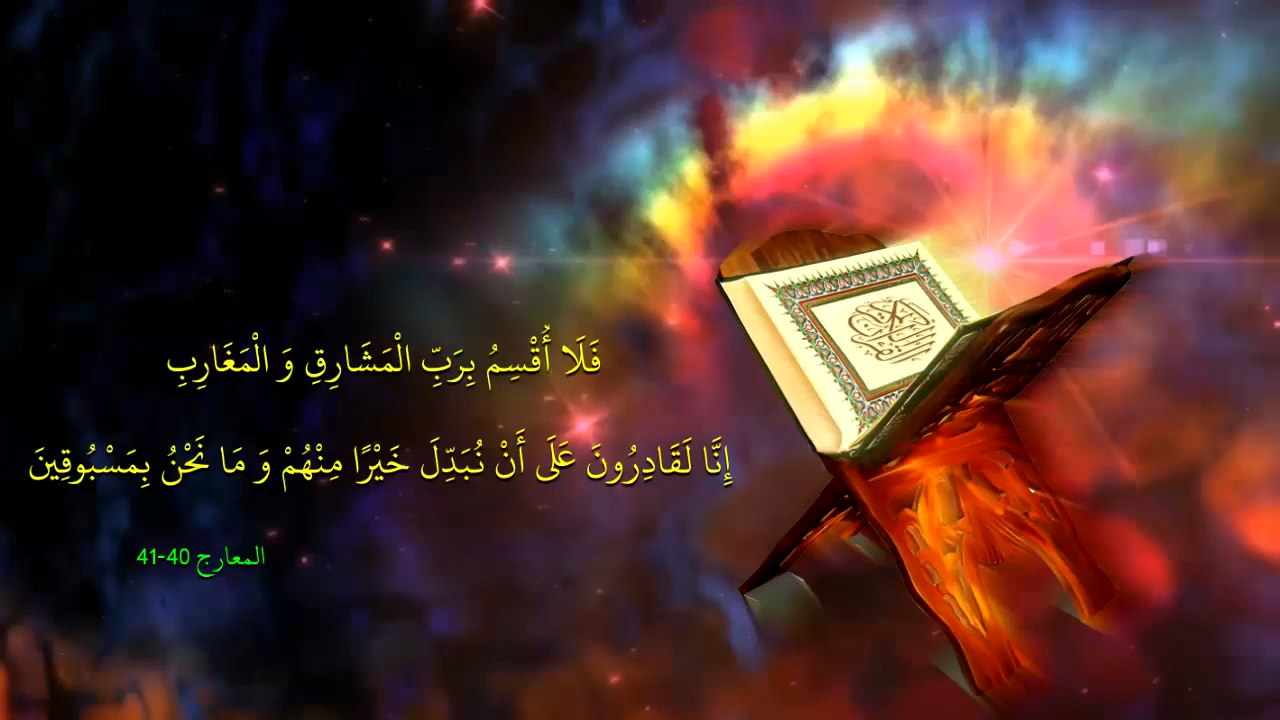 فَلَا أُقْسِمُ بِرَبِّ الْمَشَارِقِ وَ الْمَغَارِبِ
إِنَّا لَقَادِرُونَ عَلَى أَنْ نُبَدِّلَ خَيْرًا مِنْهُمْ وَ مَا نَحْنُ بِمَسْبُوقِينَ
المعارج 40-41